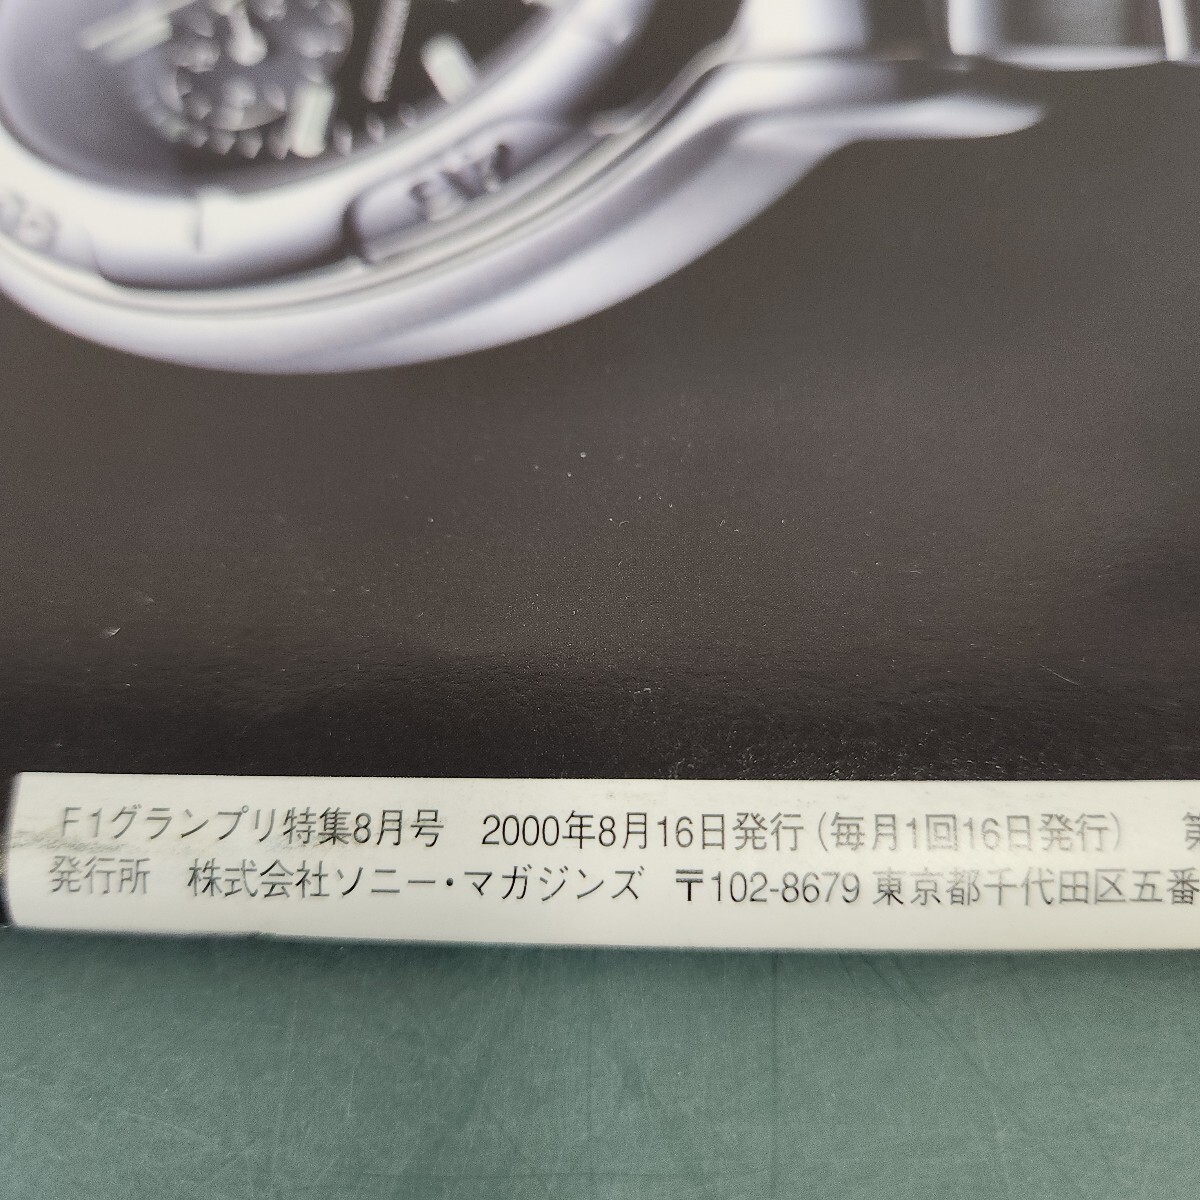 F1グランプリ特集8月号　2000年8月16日発行（毎月1回16日発行）　第
発行所　株式会社ソニー・マガジンズ　〒102-8679 東京都千代田区五番